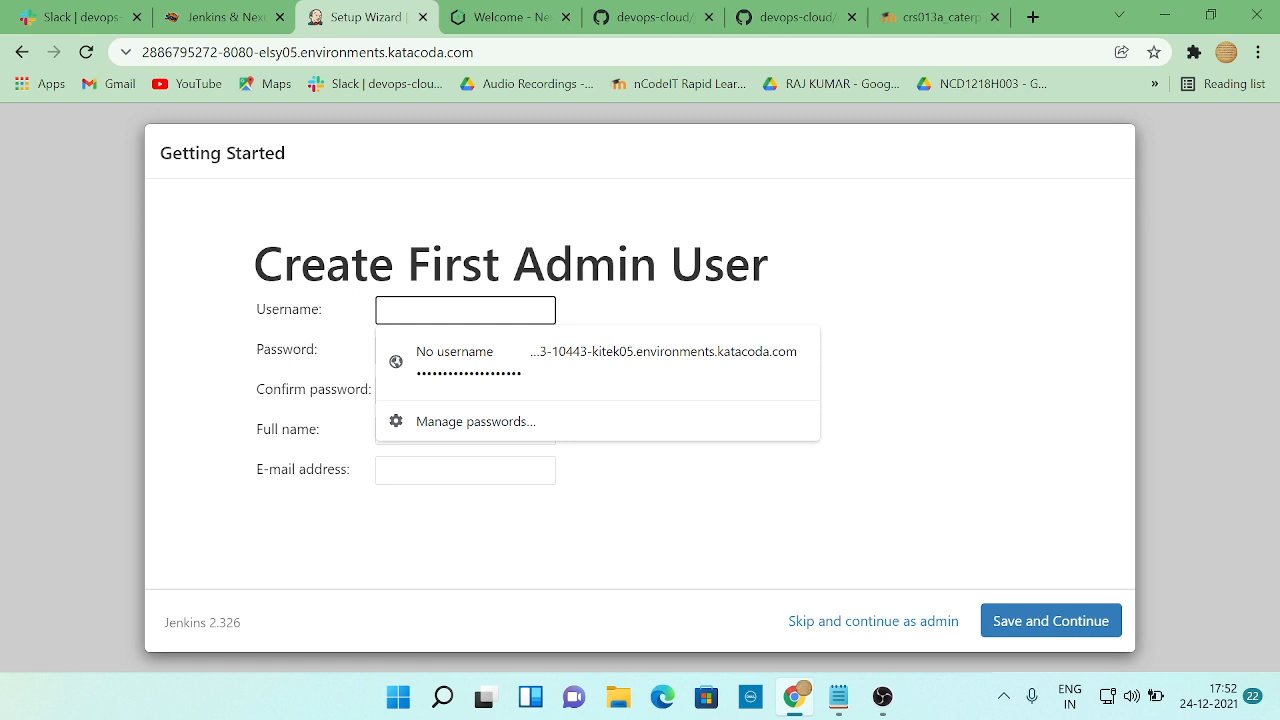 Slack | devops-
Jenkins & Nex
Setup Wizard |
Welcome - Ne
devops-cloud/
devops-cloud/
crs013a_caterp
2886795272-8080-elsy05.environments.katacoda.com
Apps
Gmail
YouTube
Maps
Slack | devops-clou...
Audio Recordings -...
nCodeIT Rapid Lear...
RAJ KUMAR - Goog...
NCD1218H003 - G...
»
Reading list
Getting Started
Create First Admin User
Username:
Password:
No username
...3-10443-kitek05.environments.katacoda.com
••••••••••••••••••••
Confirm password:
Manage passwords...
Full name:
E-mail address:
Jenkins 2.326
Skip and continue as admin
Save and Continue
DELL
ENG
IN
17:52
24-12-2021
22